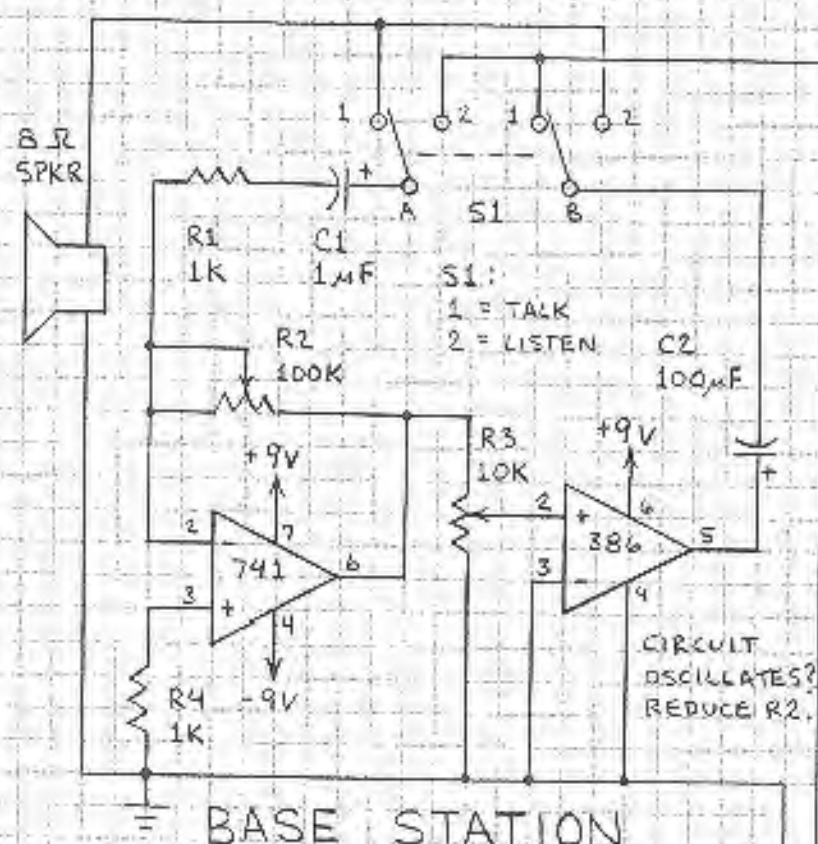 1
2
1
2
8 Ω
SPKR
+
A
S1
B
R1
1K
C1
1µF
S1:
1 = TALK
2 = LISTEN
R2
100K
C2
100µF
+9V
R3
10K
+9V
+
2
-
7
741
6
3
+
4
-9V
R4
1K
2
+
6
386
5
3
-
4
CIRCUIT
OSCILLATES?
REDUCE R2.
BASE STATION